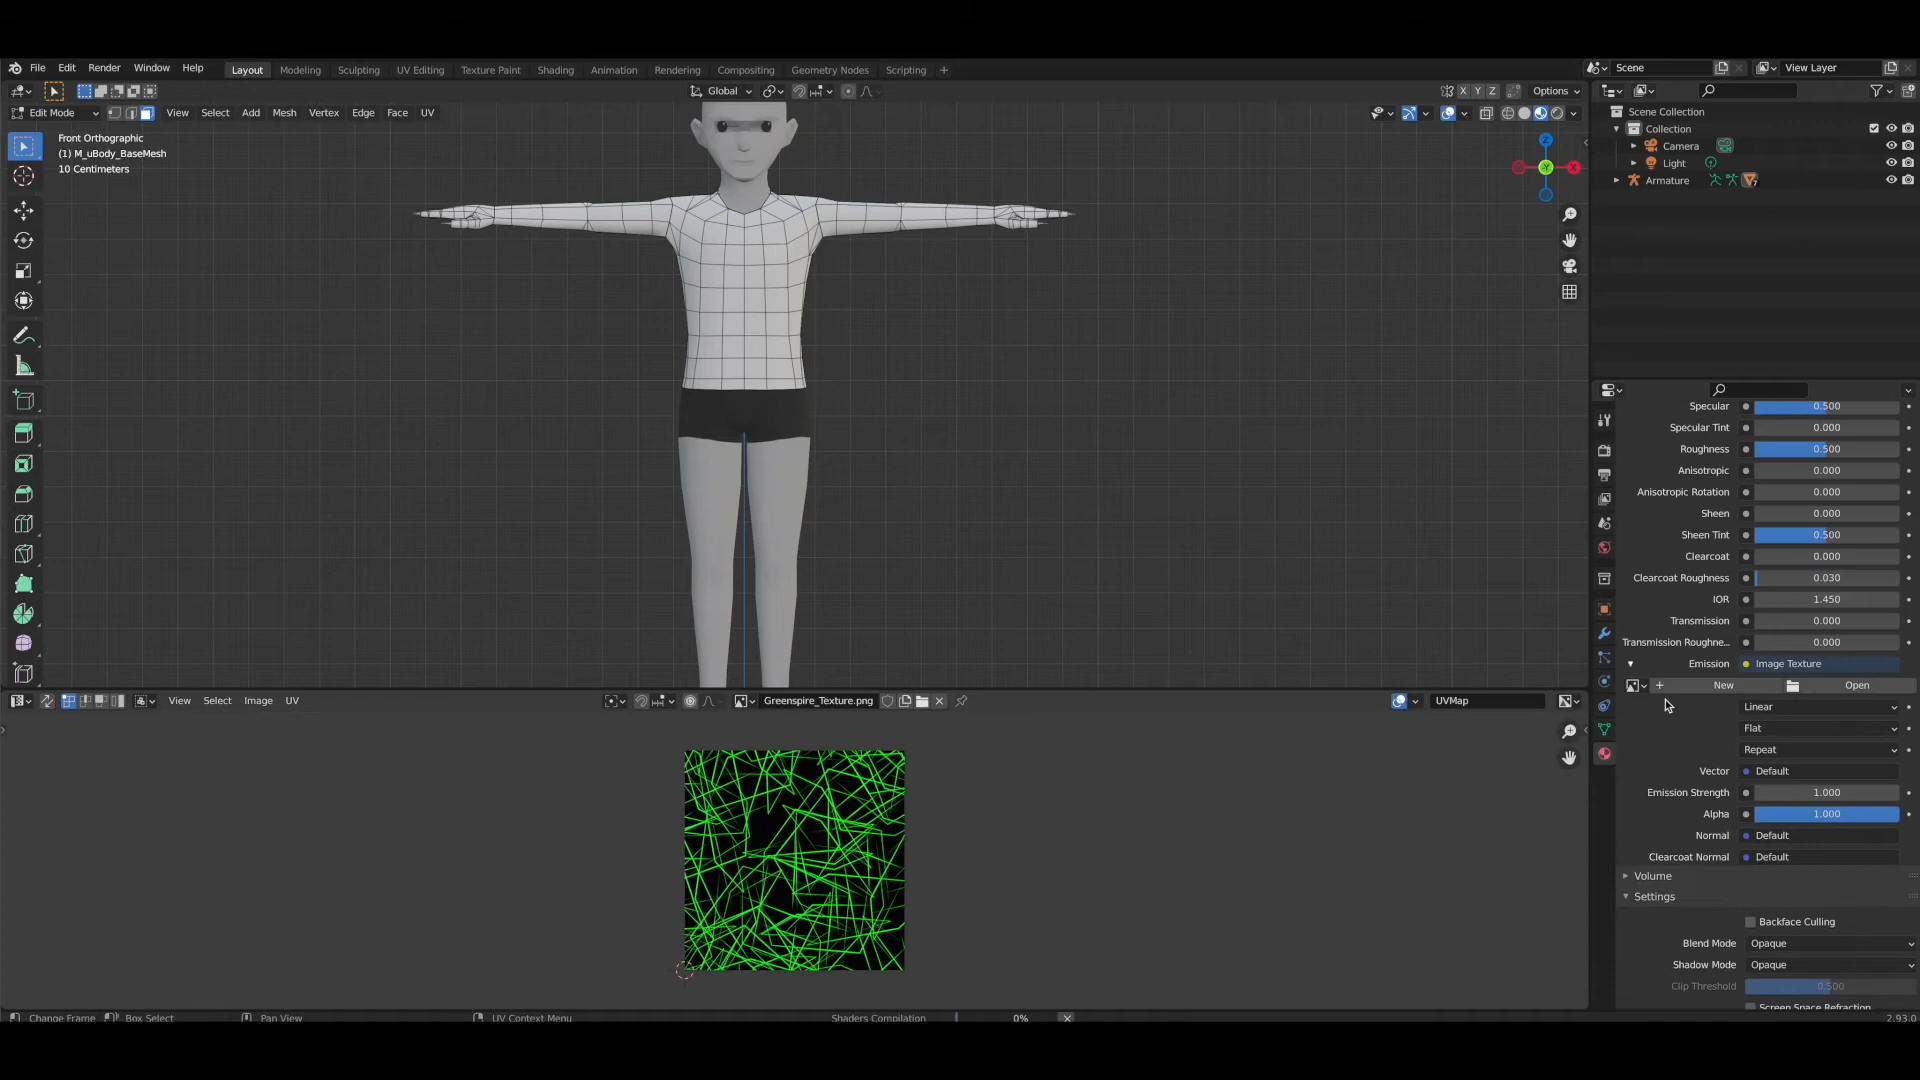 File Edit Render Window Help Layout Modeling Sculpting UV Editing Texture Paint Shading Animation Rendering Compositing Geometry Nodes Scripting + Scene View Layer
Global X Y Z Options
Edit Mode View Select Add Mesh Vertex Edge Face UV
Front Orthographic
(1) M_uBody_BaseMesh
10 Centimeters
Z
Y
X
Scene Collection
Collection
Camera
Light
Armature
Specular 0.500
Specular Tint 0.000
Roughness 0.500
Anisotropic 0.000
Anisotropic Rotation 0.000
Sheen 0.000
Sheen Tint 0.500
Clearcoat 0.000
Clearcoat Roughness 0.030
IOR 1.450
Transmission 0.000
Transmission Roughne... 0.000
Emission Image Texture
+ New Open
Linear
Flat
Repeat
Vector Default
Emission Strength 1.000
Alpha 1.000
Normal Default
Clearcoat Normal Default
Volume
Settings
Backface Culling
Blend Mode Opaque
Shadow Mode Opaque
Clip Threshold 0.500
Screen Space Refraction
View Select Image UV Greenspire_Texture.png UVMap
Change Frame Box Select Pan View UV Context Menu Shaders Compilation 0% 2.93.0